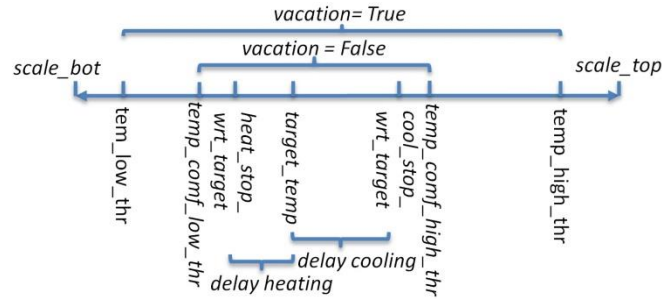 vacation= True
vacation = False
scale_bot
scale_top
tem_low_thr
temp_comf_low_thr
wrt_target
heat_stop_
target_temp
wrt_target
cool_stop_
temp_comf_high_thr
temp_high_thr
delay cooling
delay heating